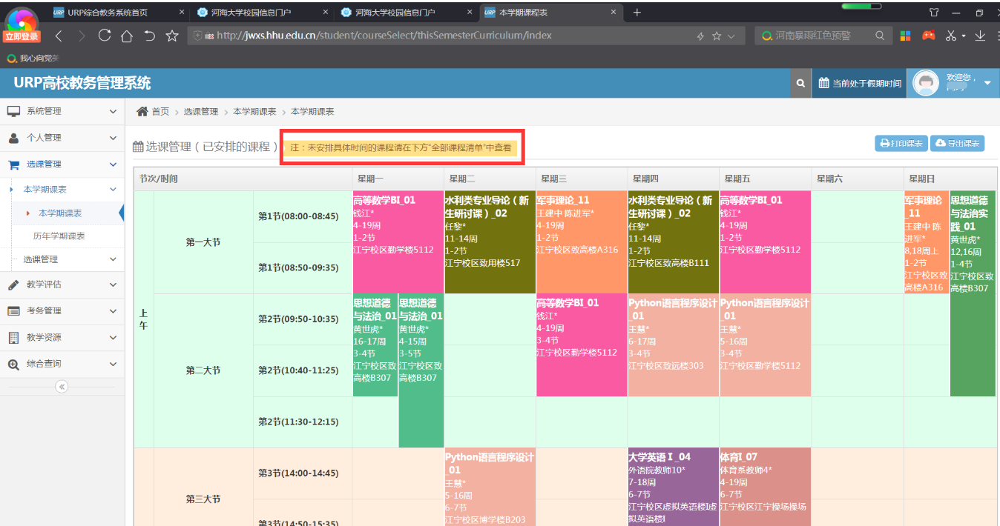 URP综合教务系统首页
河海大学校园信息门户
河海大学校园信息门户
本学期课程表
立即登录
http://jwxs.hhu.edu.cn/student/courseSelect/thisSemesterCurriculum/index
河南暴雨红色预警
我心向党
URP高校教务管理系统
当前处于假期时间
欢迎您，
系统管理
个人管理
选课管理
本学期课表
本学期课表
历年学期课表
选课管理
教学评估
考务管理
教学资源
综合查询
首页
选课管理
本学期课表
本学期课表
选课管理（已安排的课程）
注：未安排具体时间的课程请在下方"全部课程清单"中查看
打印课表
导出课表
节次/时间
星期一
星期二
星期三
星期四
星期五
星期六
星期日
上午
第一大节
第1节(08:00-08:45)
第1节(08:50-09:35)
高等数学BI_01
钱江*
4-19周
1-2节
江宁校区勤学楼5112
水利类专业导论（新
生研讨课）_02
任黎*
11-14周
1-2节
江宁校区致用楼517
军事理论_11
王建中 陈进军*
4-19周
1-2节
江宁校区致高楼A316
水利类专业导论（新
生研讨课）_02
任黎*
11-14周
1-2节
江宁校区致高楼B111
高等数学BI_01
钱江*
4-19周
1-2节
江宁校区勤学楼5112
军事理论
_11
王建中 陈
进军*
8,18周上
1-2节
江宁校区致
高楼A316
思想道德
与法治实
践_01
黄世虎*
12,16周
1-4节
江宁校区致
高楼B307
第二大节
第2节(09:50-10:35)
第2节(10:40-11:25)
第2节(11:30-12:15)
思想道德
与法治_01
黄世虎*
16-17周
3-4节
江宁校区致
高楼B307
思想道德
与法治_01
黄世虎*
4-15周
3-5节
江宁校区致
高楼B307
高等数学BI_01
钱江*
4-19周
3-4节
江宁校区勤学楼5112
Python语言程序设计
_01
王慧*
6-17周
3-4节
江宁校区致远楼303
Python语言程序设计
_01
王慧*
5-16周
3-4节
江宁校区勤学楼5112
第三大节
第3节(14:00-14:45)
第3节(14:50-15:35)
Python语言程序设计
_01
王慧*
5-16周
6-7节
江宁校区博学楼B203
大学英语 I _04
外语院教师10*
7-18周
6-7节
江宁校区虚拟英语楼I虚
拟英语楼I
体育I_07
体育系教师4*
4-19周
6-7节
江宁校区江宁操场操场